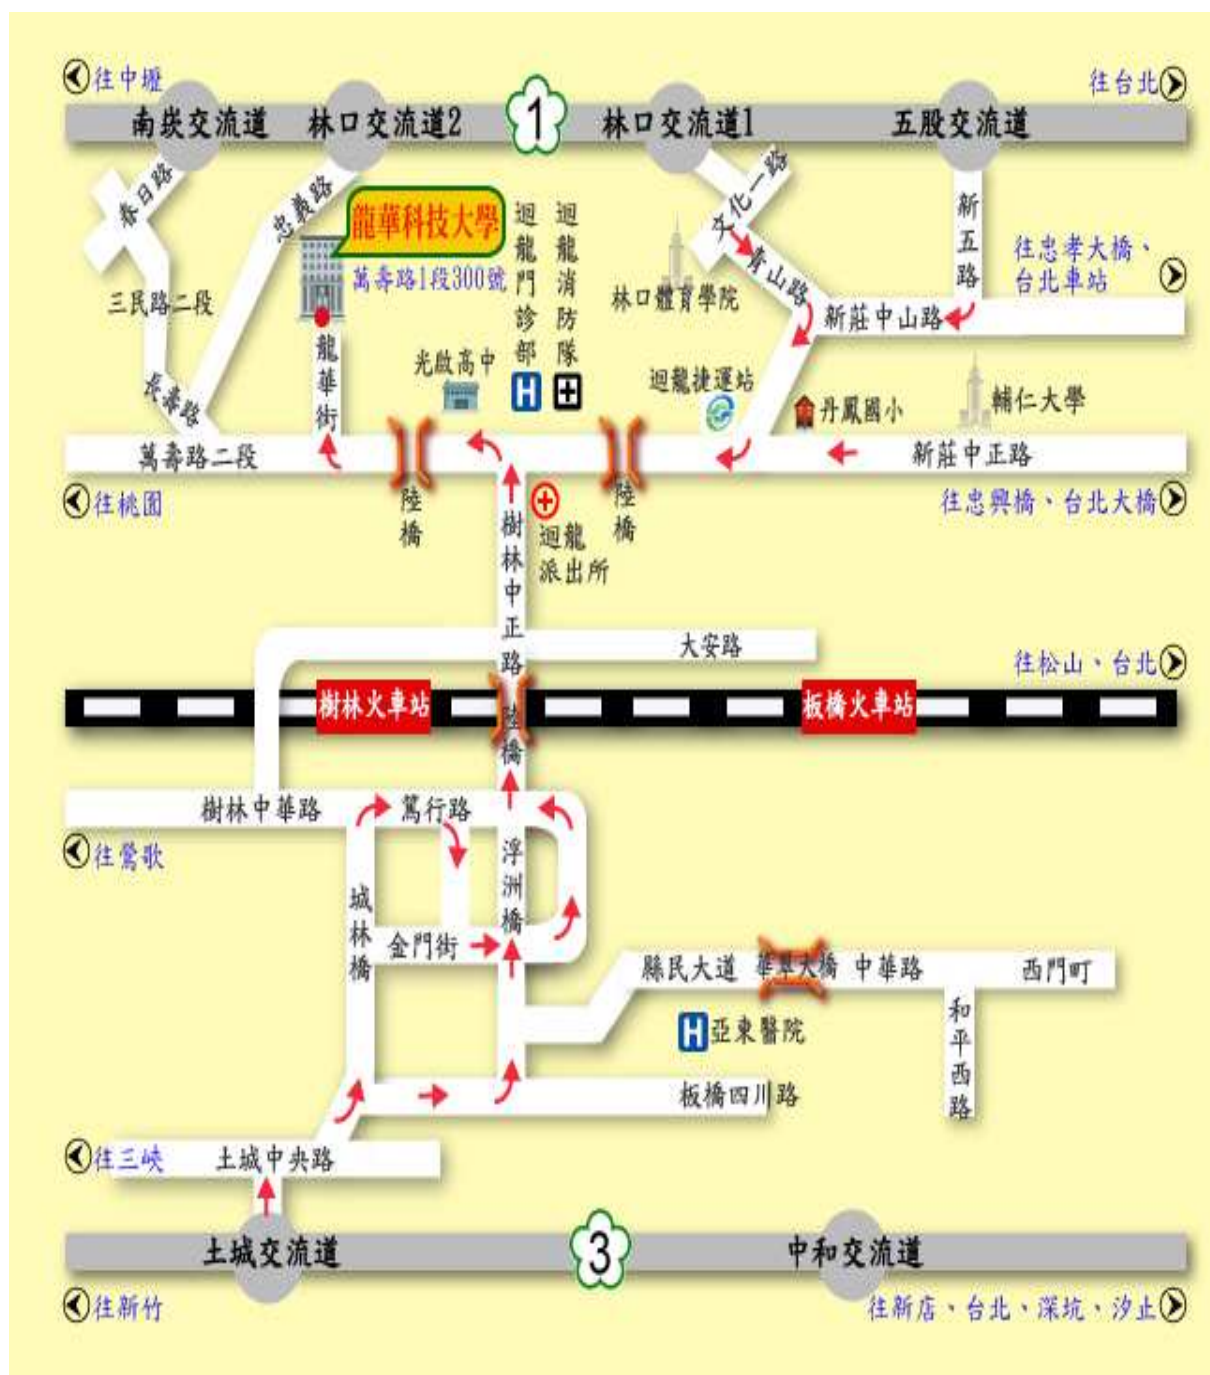 往中壢
往台北
南崁交流道
林口交流道2
1
林口交流道1
五股交流道
春日路
忠義路
龍華科技大學
萬壽路1段300號
迴龍門診部
迴龍消防隊
文化一路
青山路
新五路
往忠孝大橋、
台北車站
三民路二段
林口體育學院
新莊中山路
龍華街
光啟高中
H
迴龍捷運站
丹鳳國小
輔仁大學
長壽路
萬壽路二段
新莊中正路
往桃園
陸橋
陸橋
往忠興橋、台北大橋
樹林中正路
迴龍
派出所
大安路
往松山、台北
樹林火車站
陸橋
板橋火車站
樹林中華路
篤行路
往鶯歌
浮洲橋
城林橋
金門街
縣民大道
華翠大橋
中華路
西門町
H
亞東醫院
和平西路
板橋四川路
往三峽
土城中央路
土城交流道
3
中和交流道
往新竹
往新店、台北、深坑、汐止